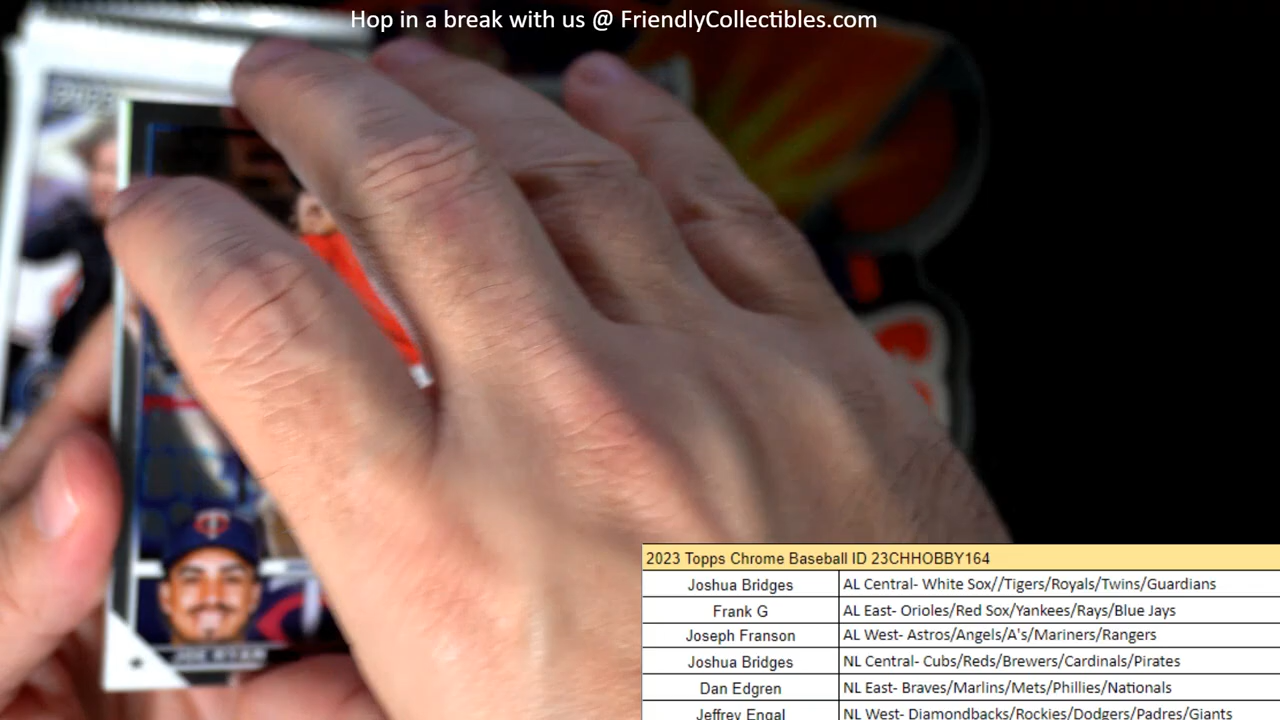 Hop in a break with us @ FriendlyCollectibles.com
2023 Topps Chrome Baseball ID 23CHHOBBY164
Joshua Bridges AL Central- White Sox//Tigers/Royals/Twins/Guardians
Frank G AL East- Orioles/Red Sox/Yankees/Rays/Blue Jays
Joseph Franson AL West- Astros/Angels/A's/Mariners/Rangers
Joshua Bridges NL Central- Cubs/Reds/Brewers/Cardinals/Pirates
Dan Edgren NL East- Braves/Marlins/Mets/Phillies/Nationals
Jeffrey Engal NL West- Diamondbacks/Rockies/Dodgers/Padres/Giants
JOE RYAN